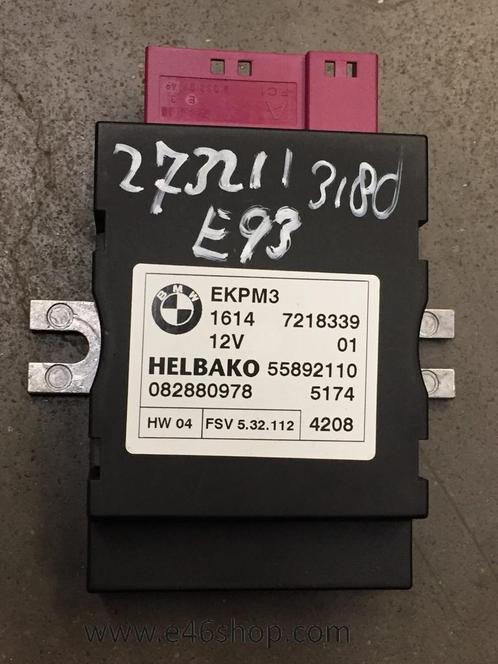 A
FC1
273211 318d
E93
BMW
EKPM3
1614 7218339
12V 01
HELBAKO 55892110
082880978 5174
HW 04 FSV 5.32.112 4208
www.e46shop.com